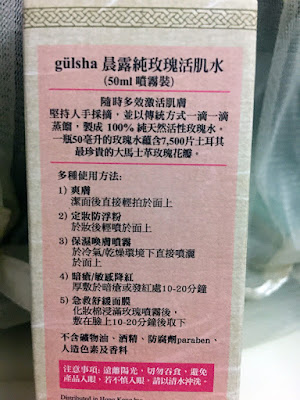 gülsha 晨露純玫瑰活肌水
(50ml 噴霧裝)
隨時多效激活肌膚
堅持人手採摘，並以傳統方式一滴一滴
蒸餾，製成 100% 純天然活性玫瑰水。
一瓶50毫升的玫瑰水蘊含7,500片土耳其
最珍貴的大馬士革玫瑰花瓣。
多種使用方法:
1) 爽膚
潔面後直接輕拍於面上
2) 定妝防浮粉
於妝後輕噴於面上
3) 保濕喚膚噴霧
於冷氣/乾燥環境下直接噴灑
於面上
4) 暗瘡/敏感降紅
厚敷於暗瘡或發紅處10-20分鐘
5) 急救舒緩面膜
化妝棉浸滿玫瑰噴霧後，
敷在臉上10-20分鐘後取下
不含礦物油、酒精、防腐劑paraben、
人造色素及香料
注意事項: 遠離陽光，切勿吞食，避免
產品入眼，若不慎入眼，請以清水沖洗。
Distributed in Hong Kong